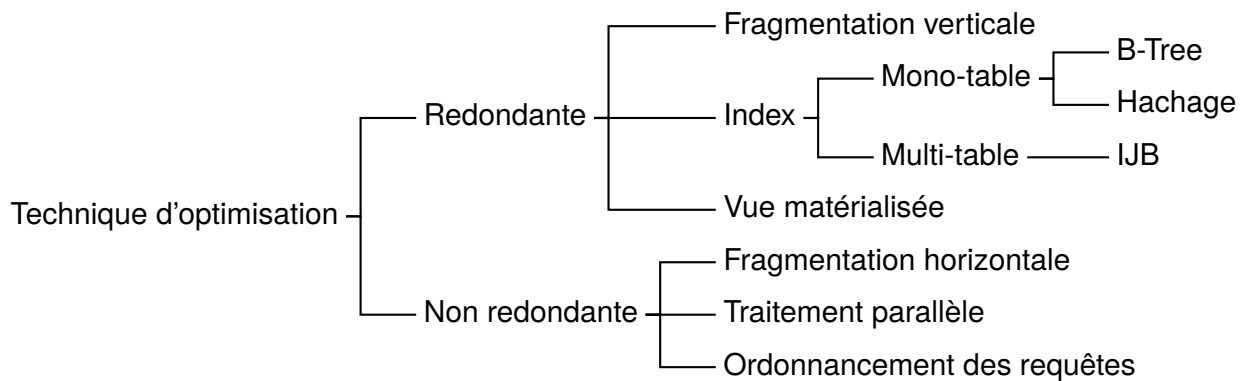 Fragmentation verticale
B-Tree
Mono-table
Hachage
Redondante
Index
Multi-table
IJB
Vue matérialisée
Technique d'optimisation
Fragmentation horizontale
Non redondante
Traitement parallèle
Ordonnancement des requêtes